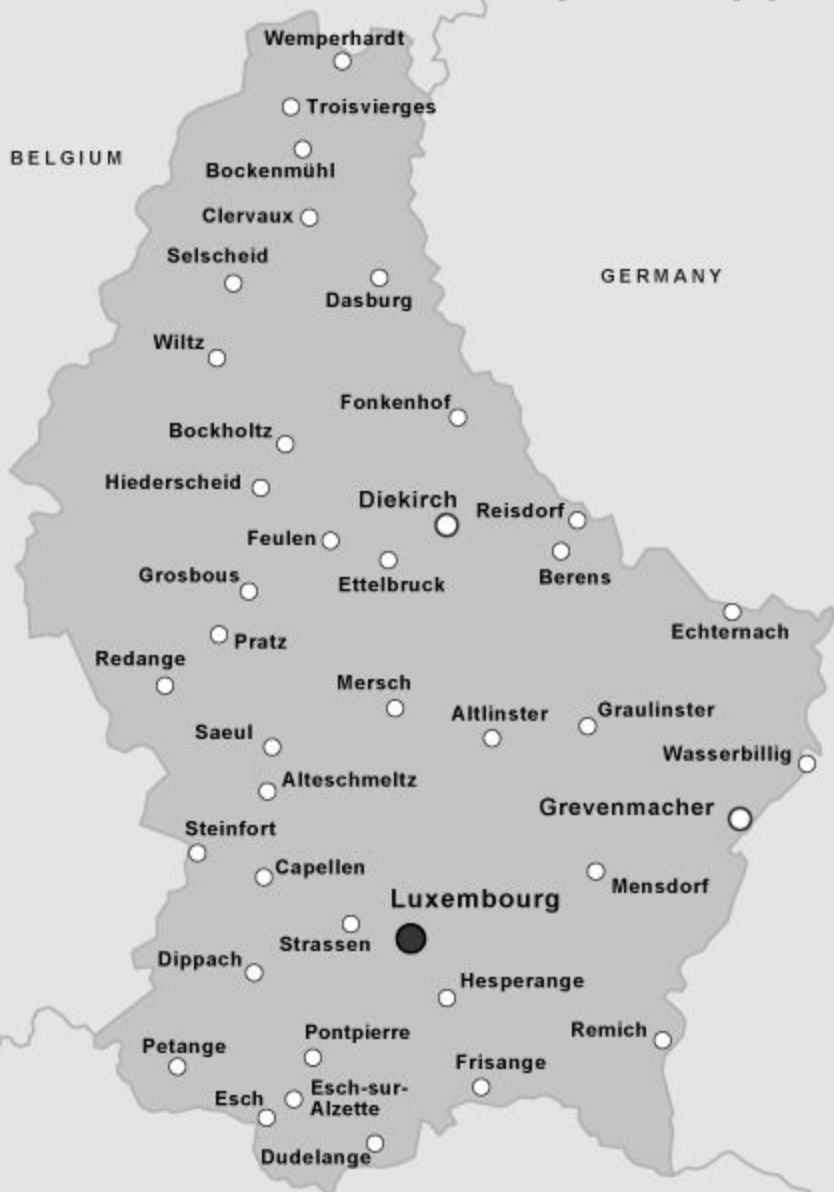 Wemperhardt
Troisvierges
BELGIUM
Bockenmühl
Clervaux
Selscheid
GERMANY
Dasburg
Wiltz
Fonkenhof
Bockholtz
Hiederscheid
Diekirch
Reisdorf
Feulen
Grosbous
Ettelbruck
Berens
Echternach
Pratz
Redange
Mersch
Altlinster
Graulinster
Saeul
Wasserbillig
Alteschmeltz
Grevenmacher
Steinfort
Capellen
Mensdorf
Luxembourg
Strassen
Dippach
Hesperange
Remich
Pontpierre
Petange
Frisange
Esch-sur-
Alzette
Esch
Dudelange